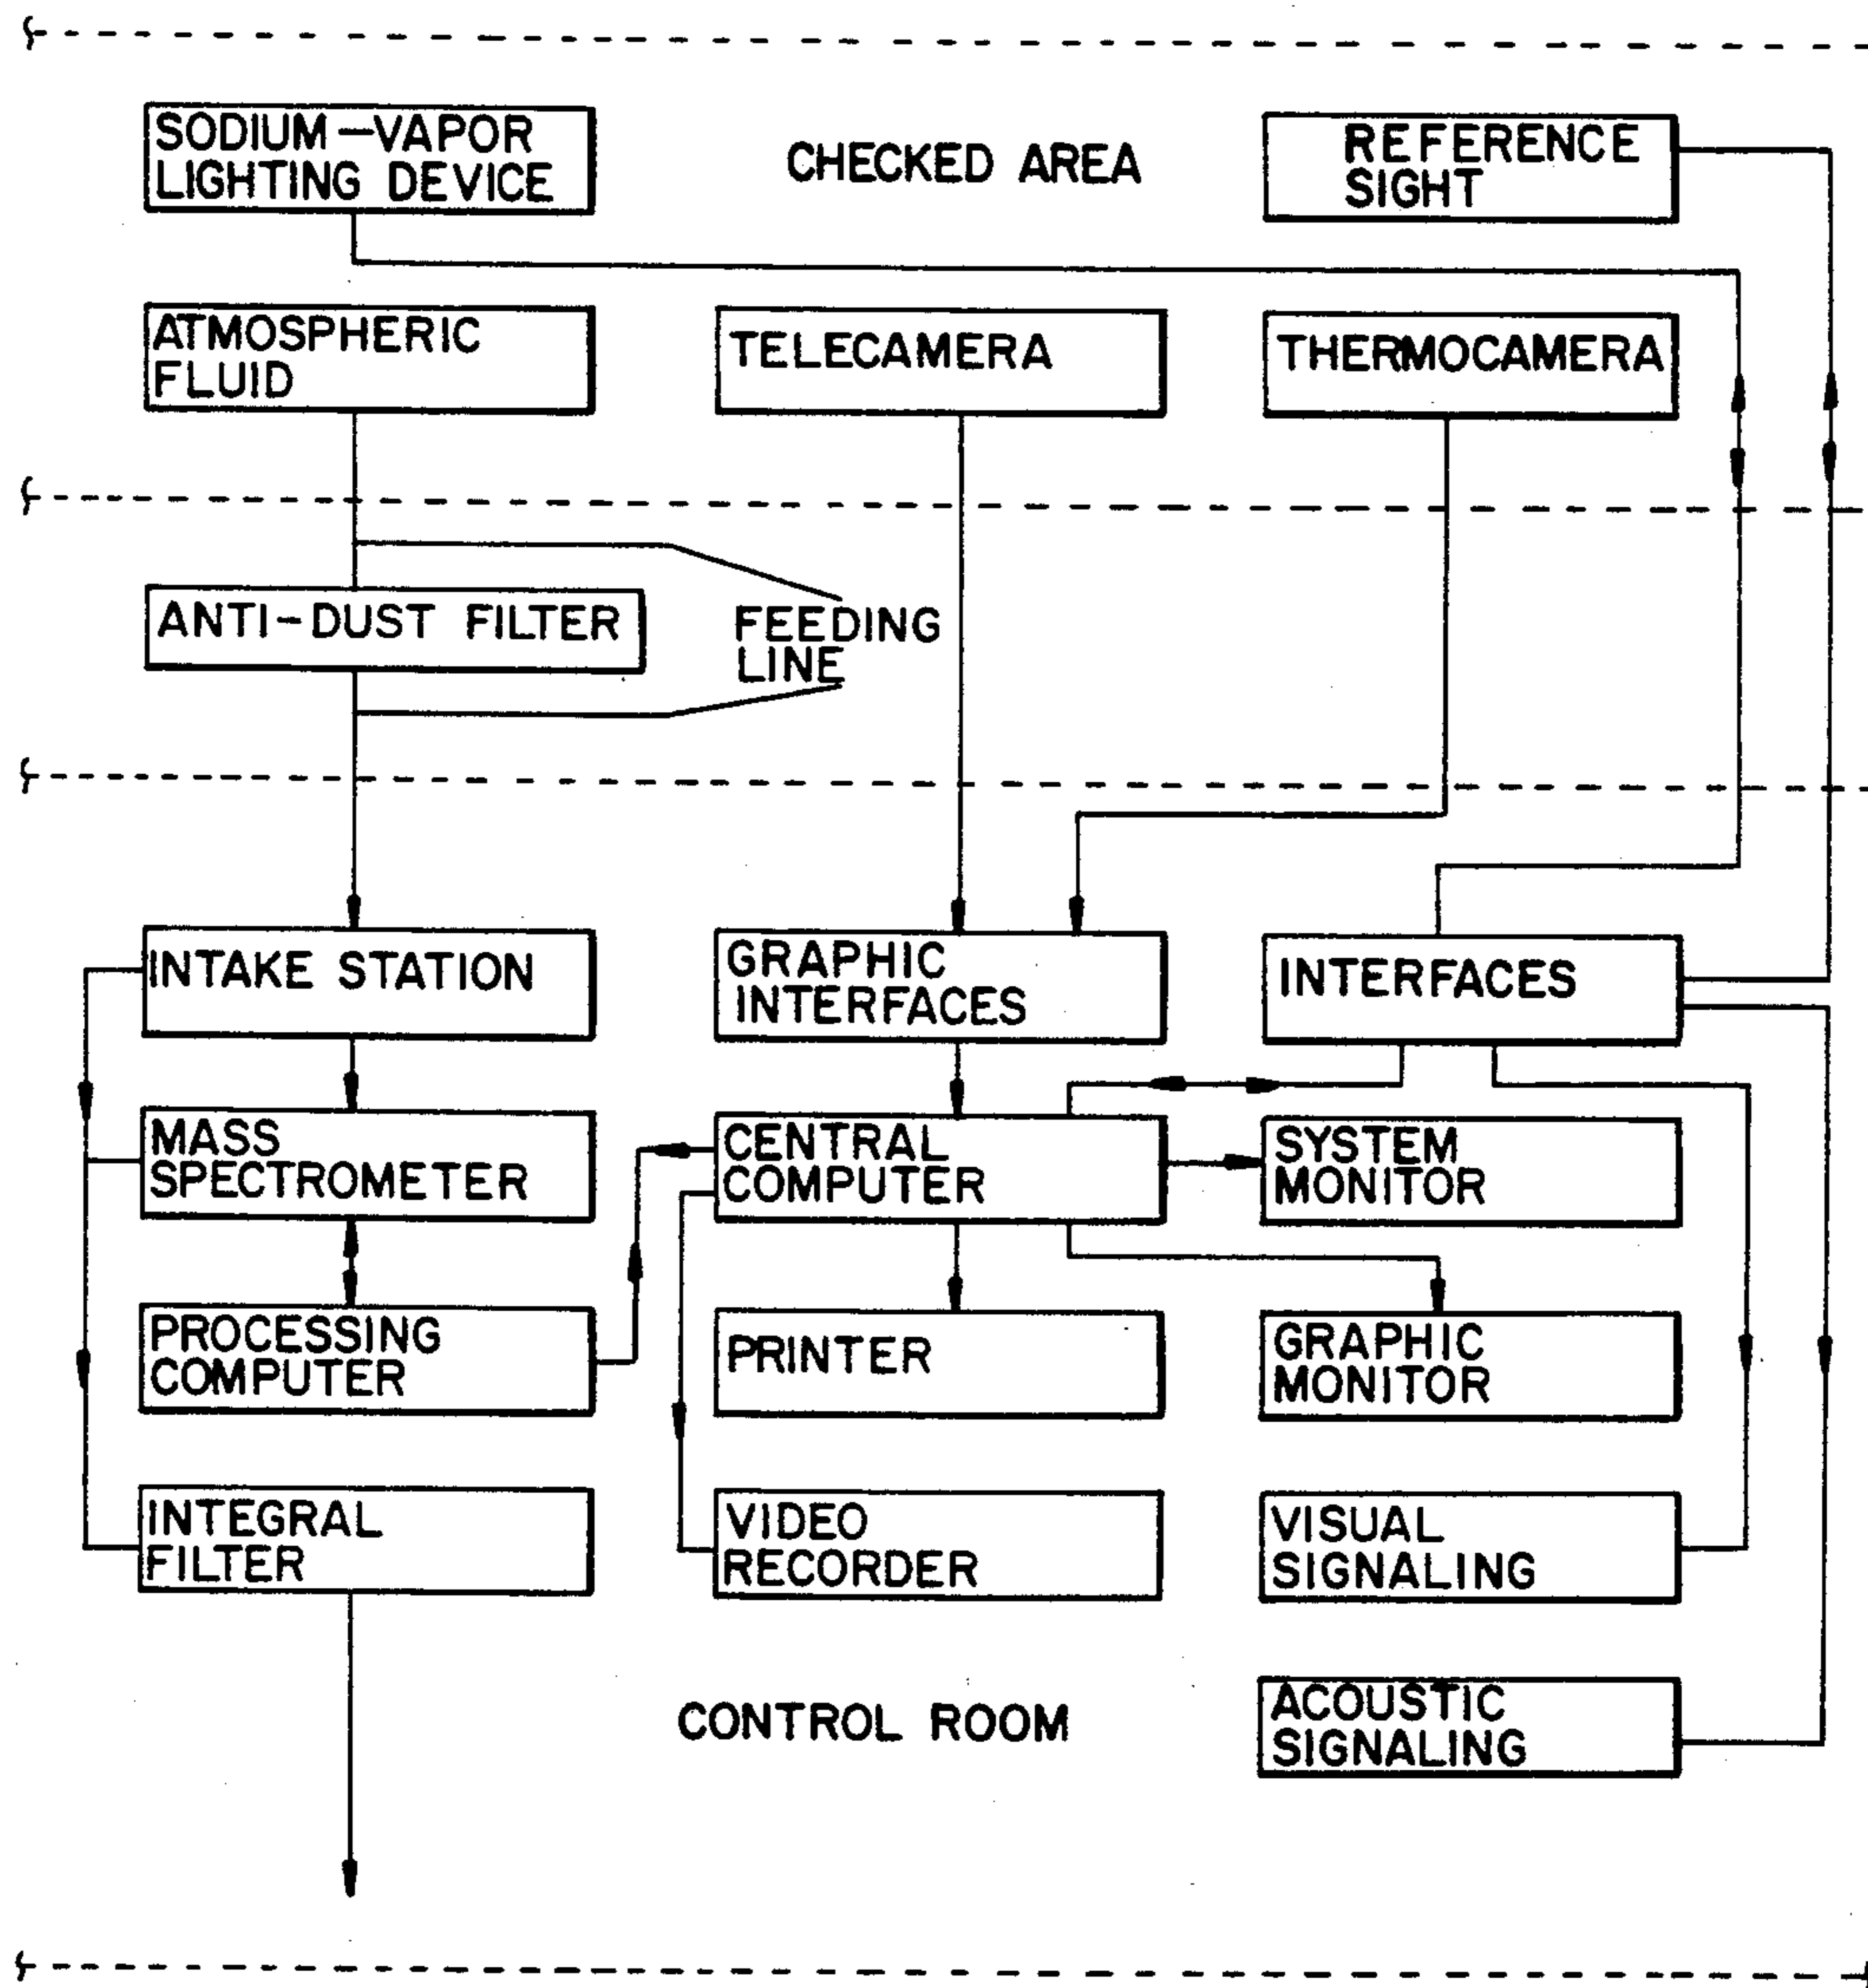 SODIUM-VAPOR
LIGHTING DEVICE
CHECKED AREA
REFERENCE
SIGHT
ATMOSPHERIC
FLUID
TELECAMERA
THERMOCAMERA
ANTI-DUST FILTER
FEEDING
LINE
INTAKE STATION
GRAPHIC
INTERFACES
INTERFACES
MASS
SPECTROMETER
CENTRAL
COMPUTER
SYSTEM
MONITOR
PROCESSING
COMPUTER
PRINTER
GRAPHIC
MONITOR
INTEGRAL
FILTER
VIDEO
RECORDER
VISUAL
SIGNALING
CONTROL ROOM
ACOUSTIC
SIGNALING